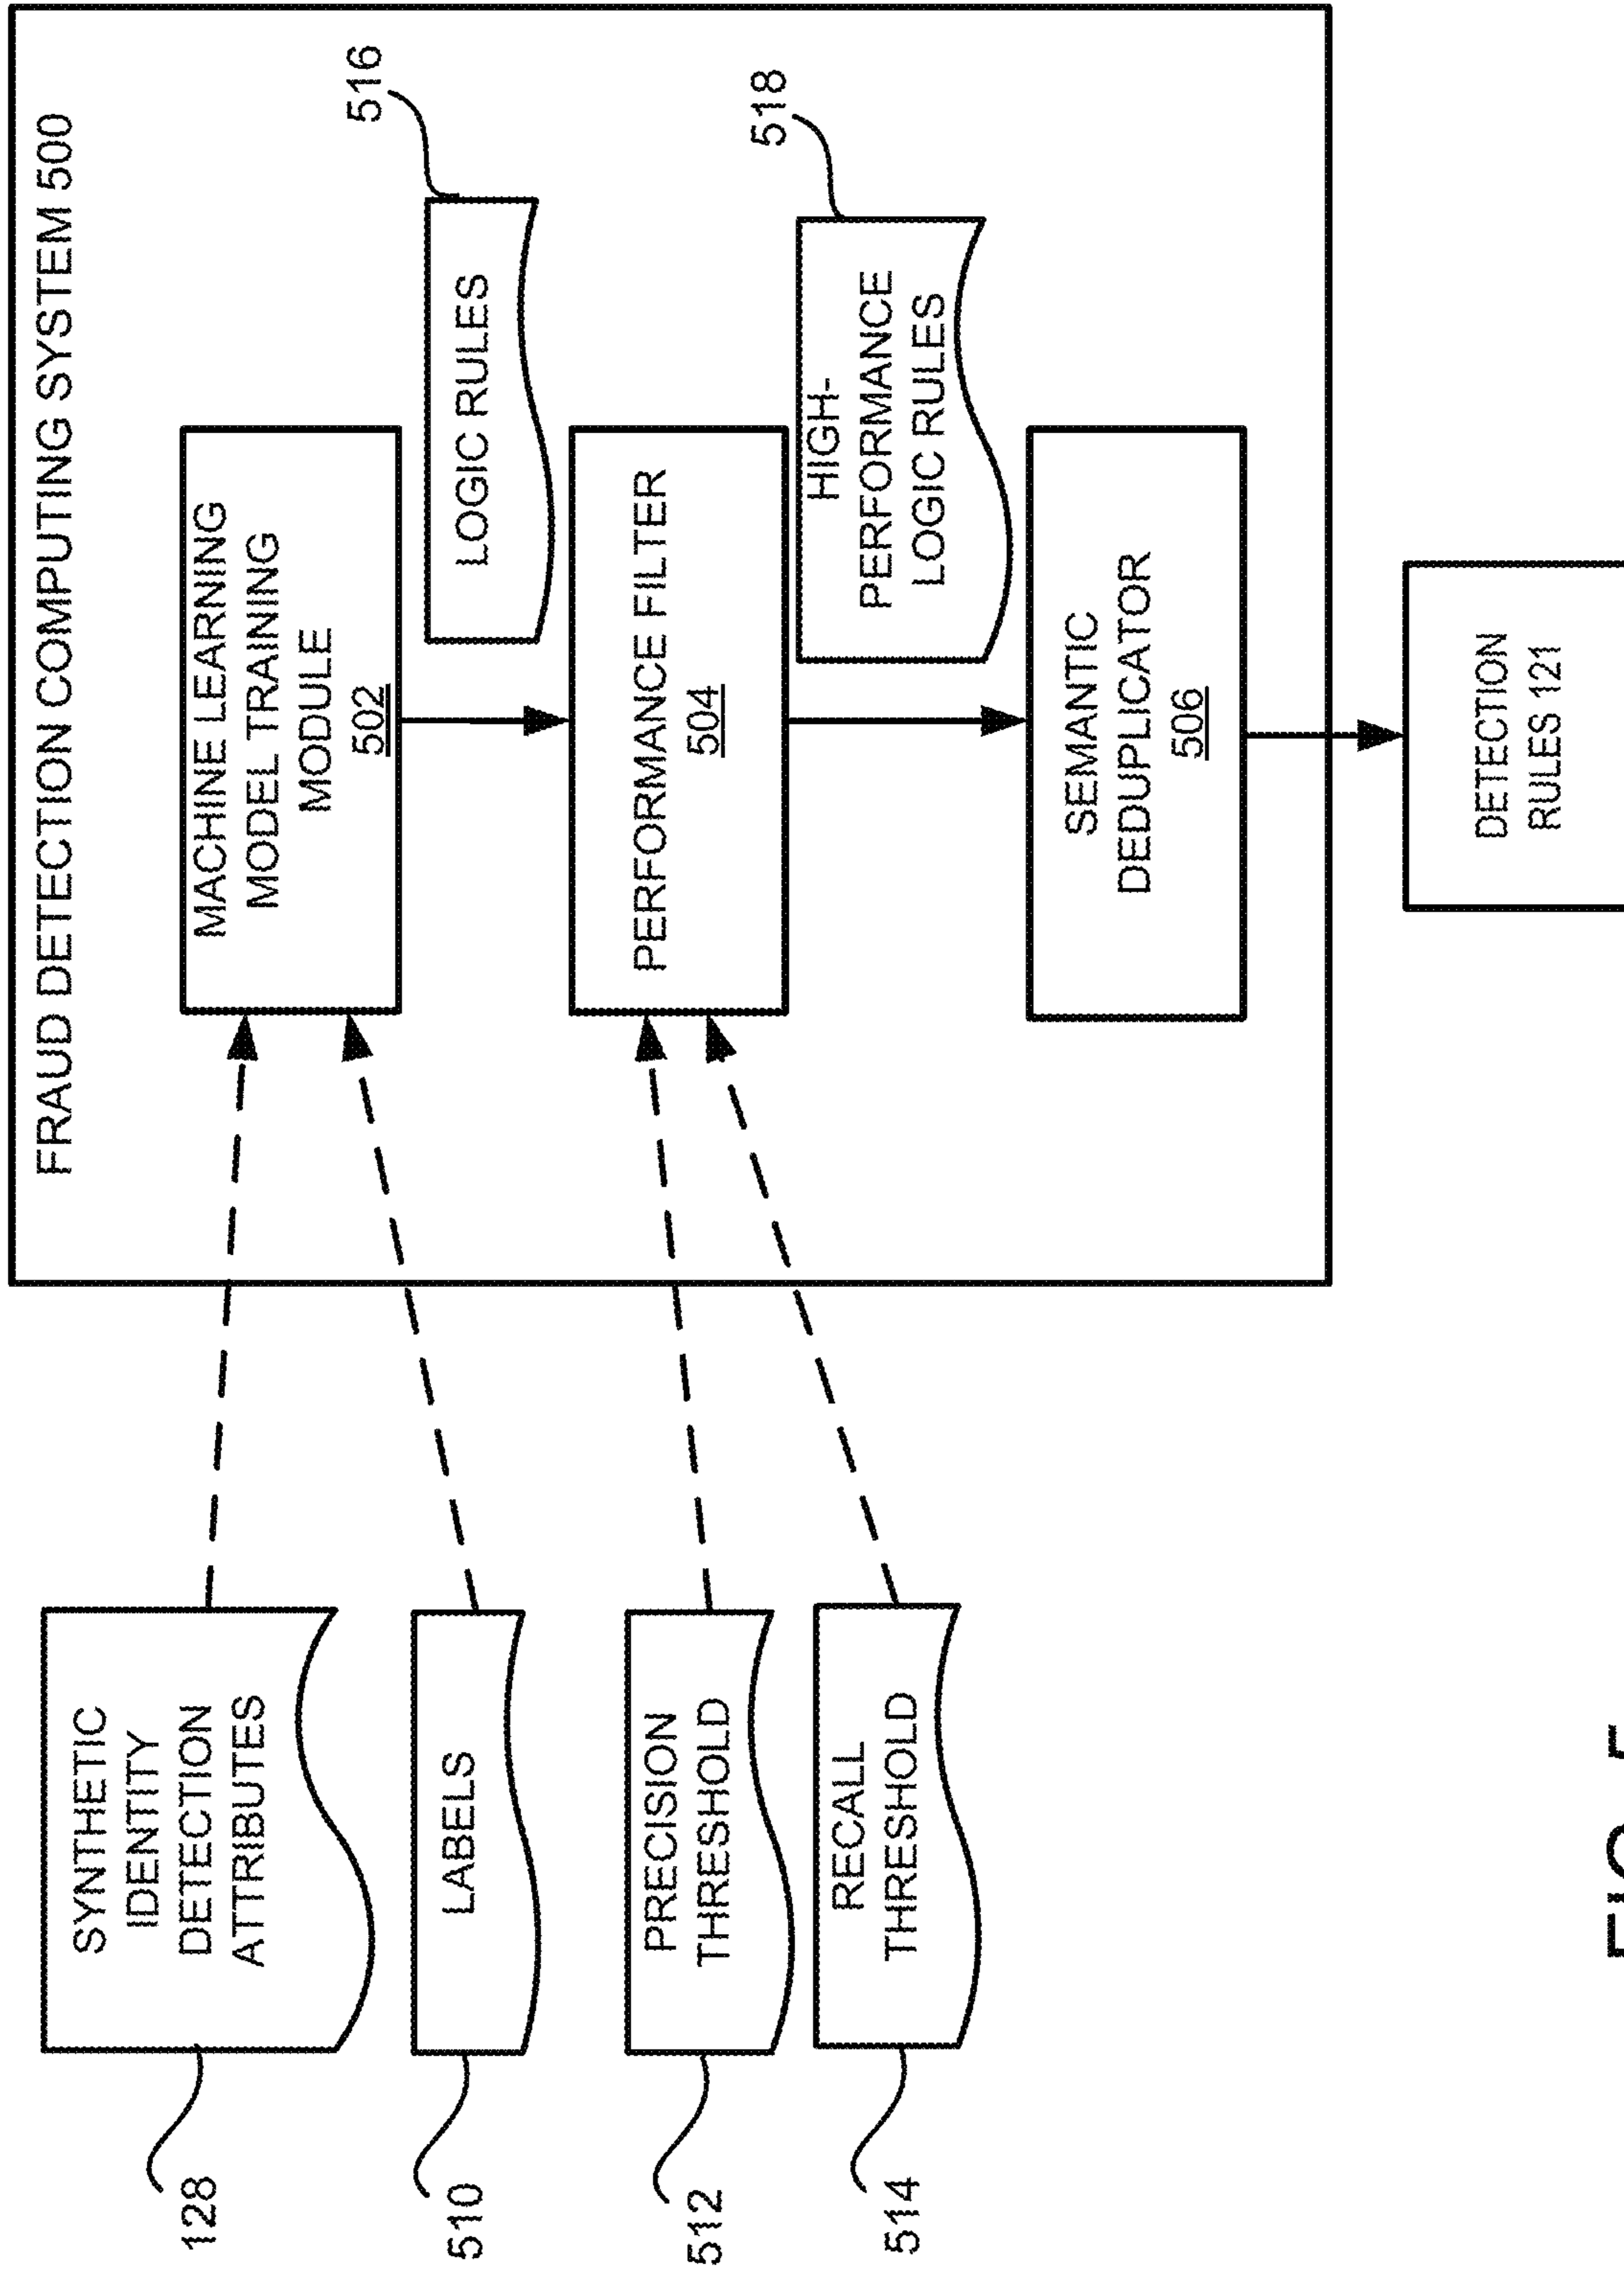 FRAUD DETECTION COMPUTING SYSTEM 500
128
SYNTHETIC
IDENTITY
DETECTION
ATTRIBUTES
510
LABELS
512
PRECISION
THRESHOLD
514
RECALL
THRESHOLD
MACHINE LEARNING
MODEL TRAINING
MODULE
502
516
LOGIC RULES
PERFORMANCE FILTER
504
518
HIGH-
PERFORMANCE
LOGIC RULES
SEMANTIC
DEDUPLICATOR
506
DETECTION
RULES 121